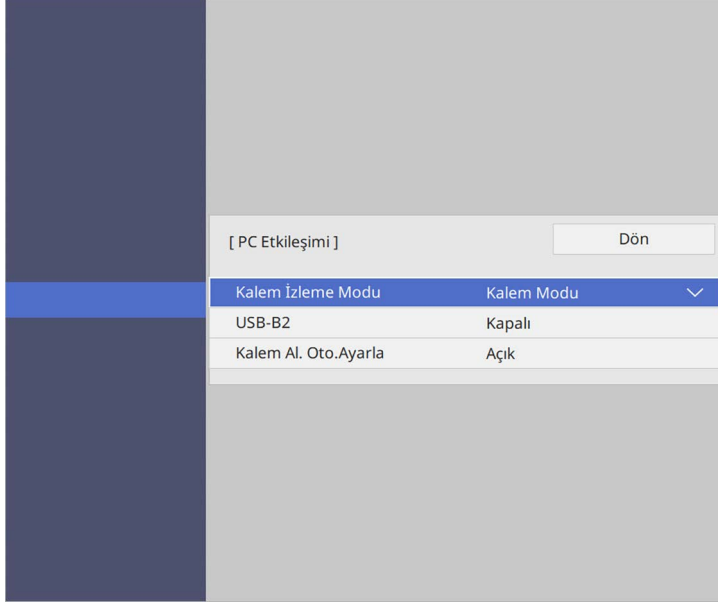 [ PC Etkileşimi ] Dön
Kalem İzleme Modu Kalem Modu
USB-B2 Kapalı
Kalem Al. Oto.Ayarla Açık